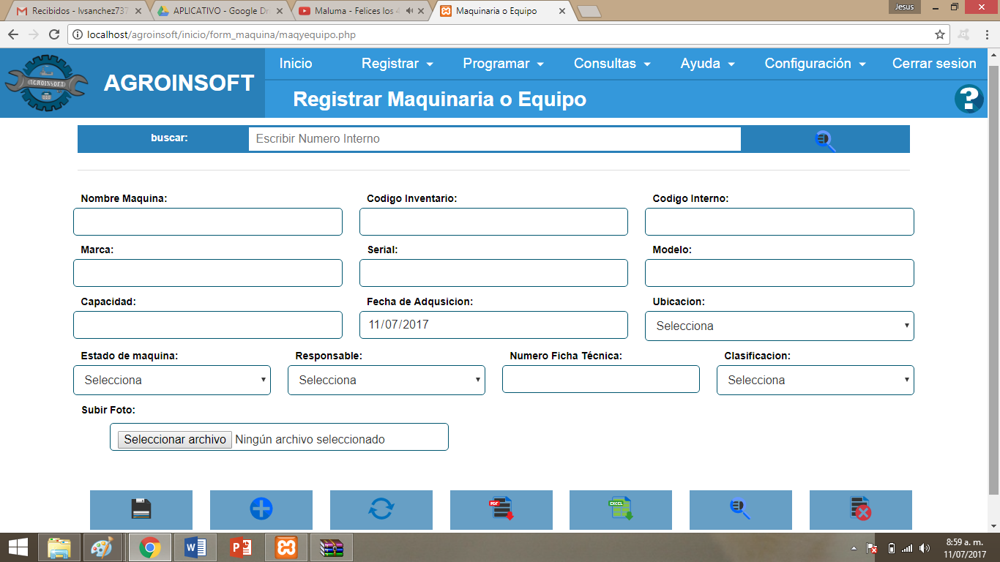 Recibidos - lvsanchez737
APLICATIVO - Google Dri
Maluma - Felices los 4
Maquinaria o Equipo
Jesus
localhost/agroinsoft/inicio/form_maquina/maqyequipo.php
AGROINSOFT
AGROINSOFT
Inicio
Registrar
Programar
Consultas
Ayuda
Configuración
Cerrar sesion
Registrar Maquinaria o Equipo
?
buscar:
Escribir Numero Interno
Nombre Maquina:
Codigo Inventario:
Codigo Interno:
Marca:
Serial:
Modelo:
Capacidad:
Fecha de Adqusicion:
Ubicacion:
11/07/2017
Selecciona
Estado de maquina:
Responsable:
Numero Ficha Técnica:
Clasificacion:
Selecciona
Selecciona
Selecciona
Subir Foto:
Seleccionar archivo Ningún archivo seleccionado
PDF
EXCEL
8:59 a. m.
11/07/2017